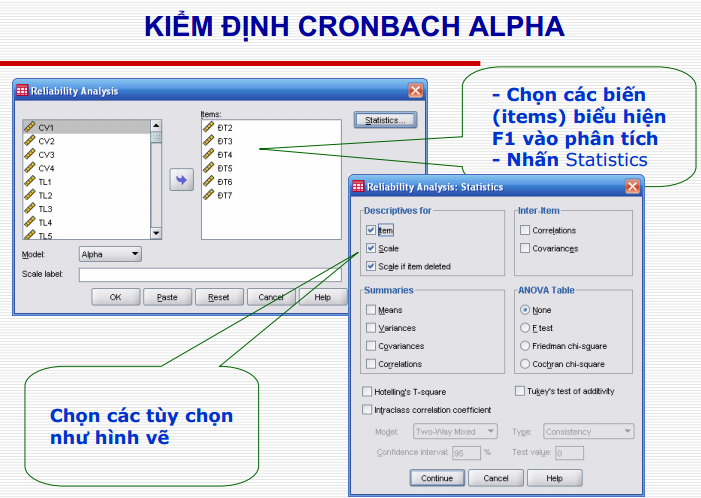 KIỂM ĐỊNH CRONBACH ALPHA
Reliability Analysis
CV1
CV2
CV3
CV4
TL1
TL2
TL3
TL4
TL5
Items:
ĐT2
ĐT3
ĐT4
ĐT5
ĐT6
ĐT7
Statistics...
Model:
Alpha
Scale label:
OK
Paste
Reset
Cancel
Help
- Chọn các biến
(items) biểu hiện
F1 vào phân tích
- Nhấn Statistics
Reliability Analysis: Statistics
Descriptives for
Item
Scale
Scale if item deleted
Inter-Item
Correlations
Covariances
Summaries
Means
Variances
Covariances
Correlations
ANOVA Table
None
F test
Friedman chi-square
Cochran chi-square
Hotelling's T-square
Tukey's test of additivity
Intraclass correlation coefficient
Model:
Two-Way Mixed
Type:
Consistency
Confidence interval:
95
%
Test value:
0
Continue
Cancel
Help
Chọn các tùy chọn
như hình vẽ